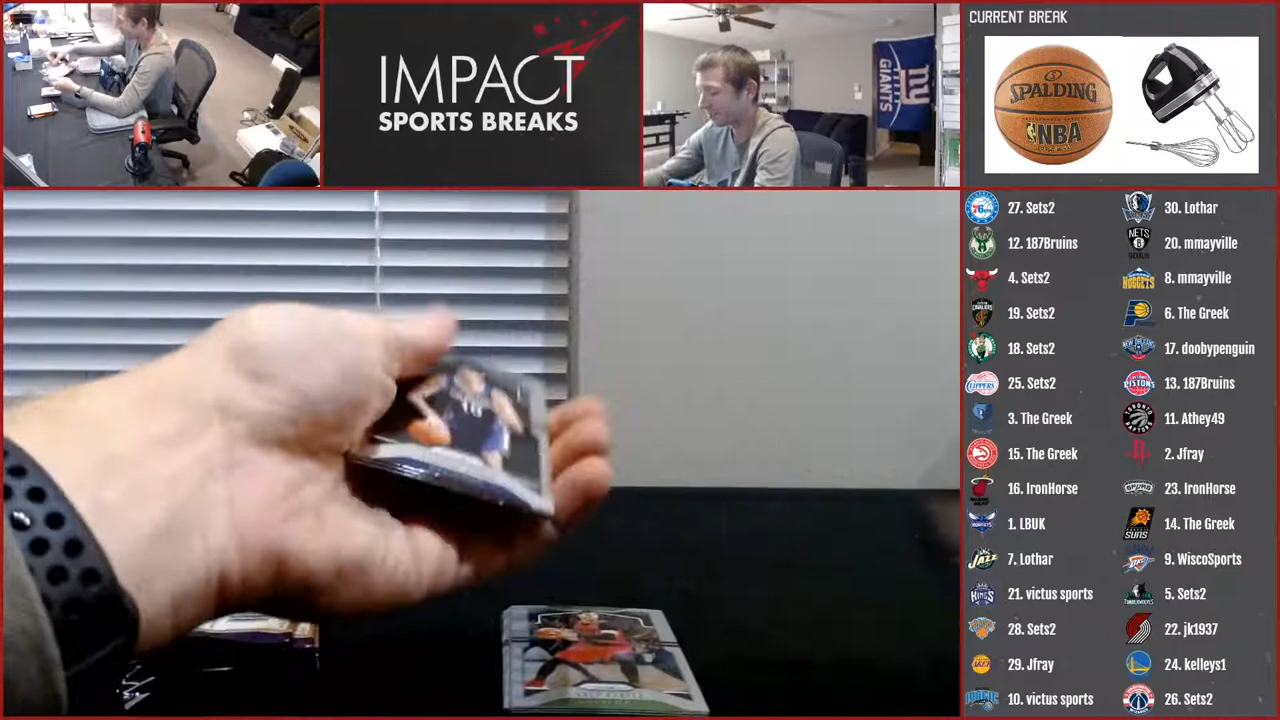 IMPACT
SPORTS BREAKS
NY
GIANTS
CURRENT BREAK
SPALDING
NBA
27. Sets2
30. Lothar
12. 187Bruins
20. mmayville
4. Sets2
8. mmayville
19. Sets2
6. The Greek
18. Sets2
17. doobypenguin
25. Sets2
13. 187Bruins
3. The Greek
11. Athey49
15. The Greek
2. Jfray
16. IronHorse
23. IronHorse
1. LBUK
14. The Greek
7. Lothar
9. WiscoSports
21. victus sports
5. Sets2
28. Sets2
22. jk1937
29. Jfray
24. kelleys1
10. victus sports
26. Sets2